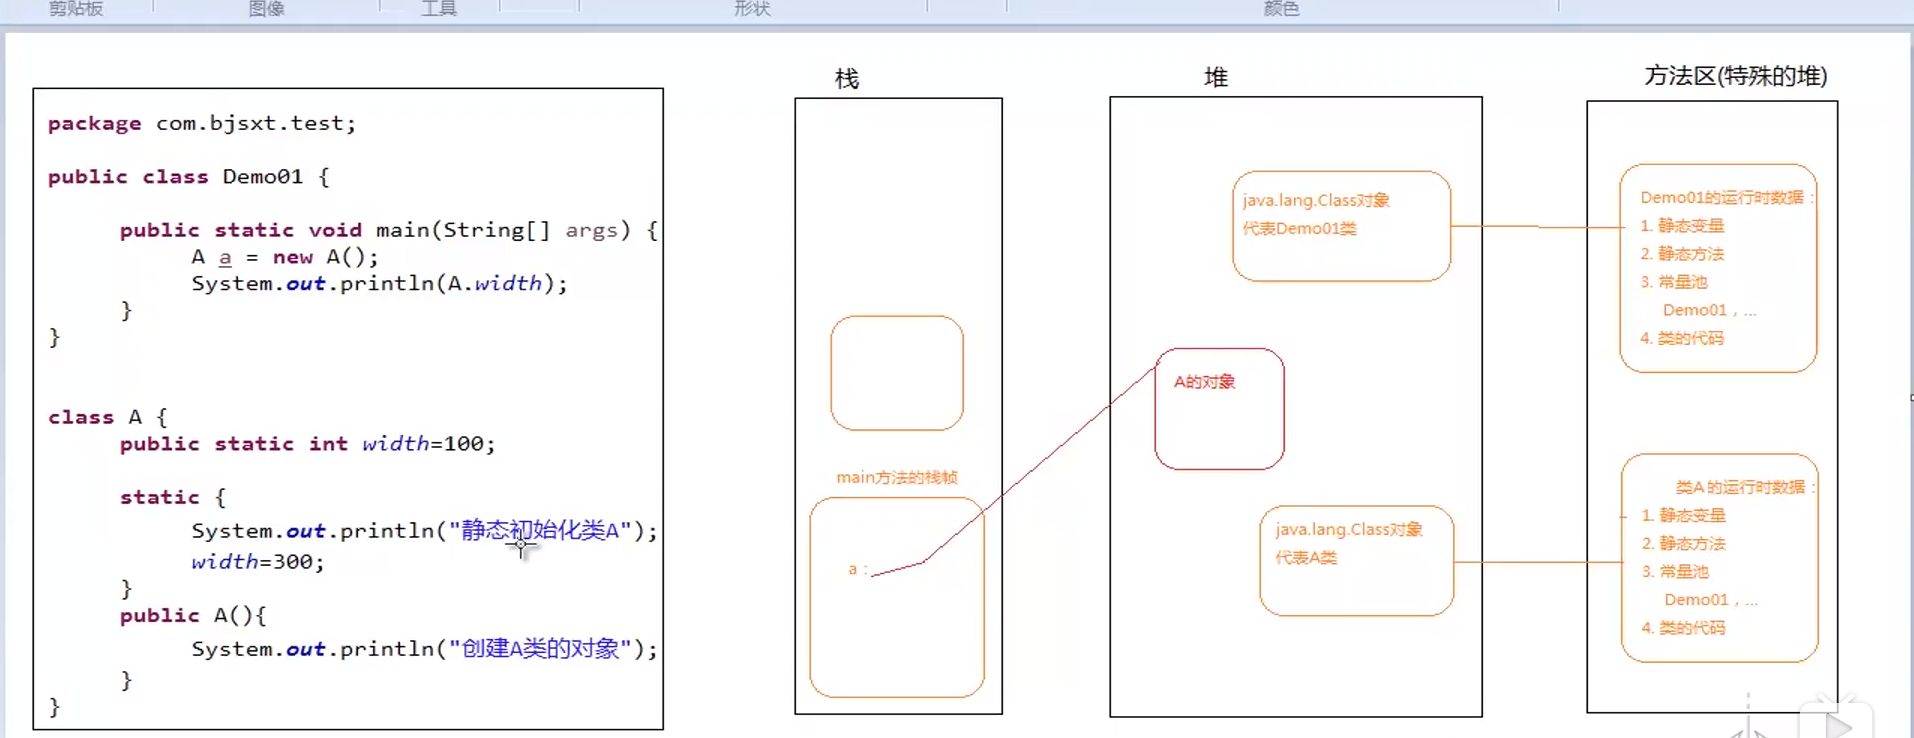 剪贴板
图像
工具
形状
颜色
package com.bjsxt.test;
public class Demo01 {
public static void main(String[] args) {
A a = new A();
System.out.println(A.width);
}
}
class A {
public static int width=100;
static {
System.out.println("静态初始化类A");
width=300;
}
public A(){
System.out.println("创建A类的对象");
}
}
栈
main方法的栈帧
a：
堆
java.lang.Class对象
代表Demo01类
A的对象
java.lang.Class对象
代表A类
方法区(特殊的堆)
Demo01的运行时数据：
1. 静态变量
2. 静态方法
3. 常量池
Demo01，...
4. 类的代码
类A的运行时数据：
1. 静态变量
2. 静态方法
3. 常量池
Demo01，...
4. 类的代码